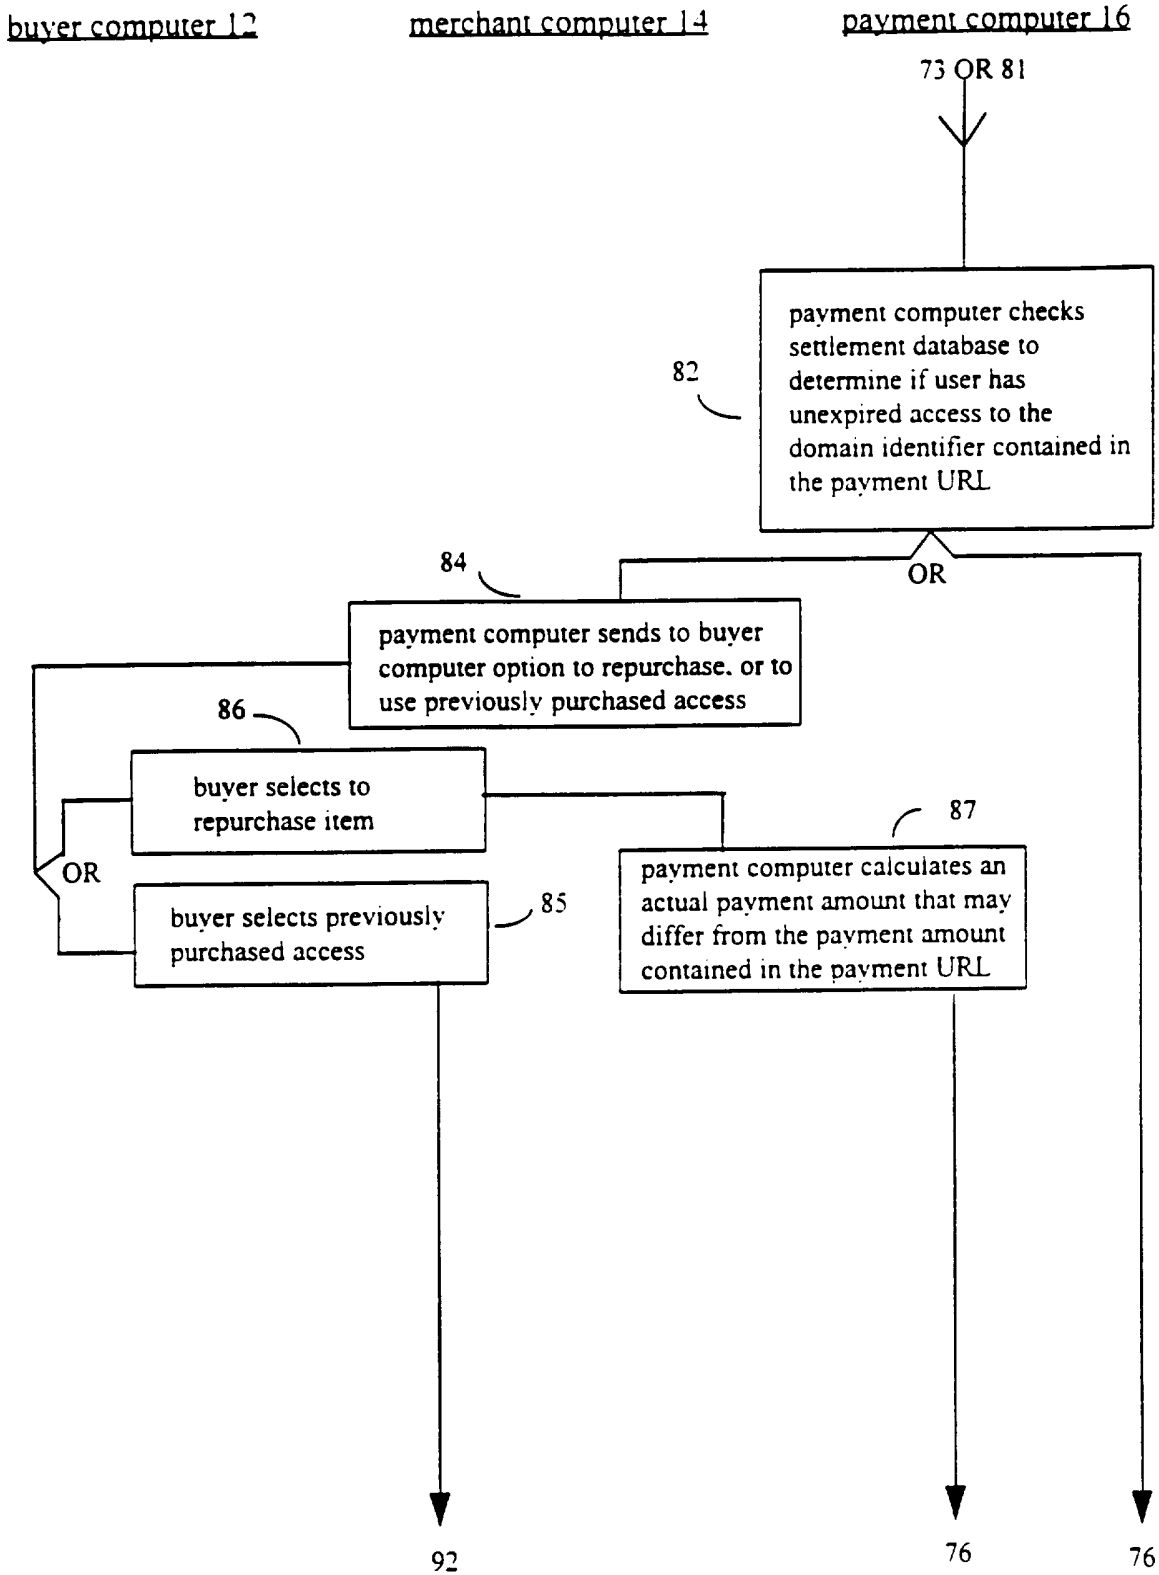 buyer computer 12
merchant computer 14
payment computer 16
73 OR 81
82
payment computer checks
settlement database to
determine if user has
unexpired access to the
domain identifier contained in
the payment URL
OR
84
payment computer sends to buyer
computer option to repurchase. or to
use previously purchased access
86
buyer selects to
repurchase item
OR
87
payment computer calculates an
actual payment amount that may
differ from the payment amount
contained in the payment URL
85
buyer selects previously
purchased access
92
76
76